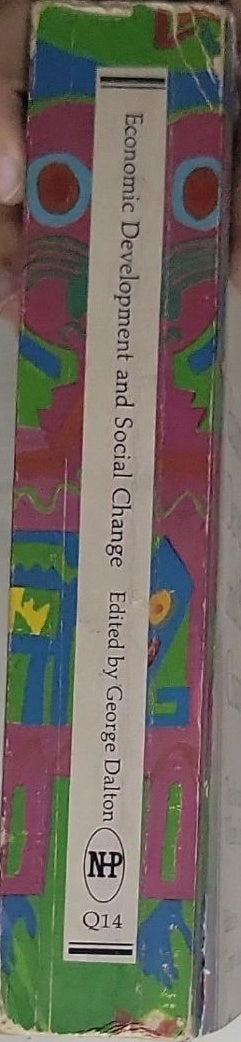 Economic Development and Social Change Edited by George Dalton
NHP
Q14